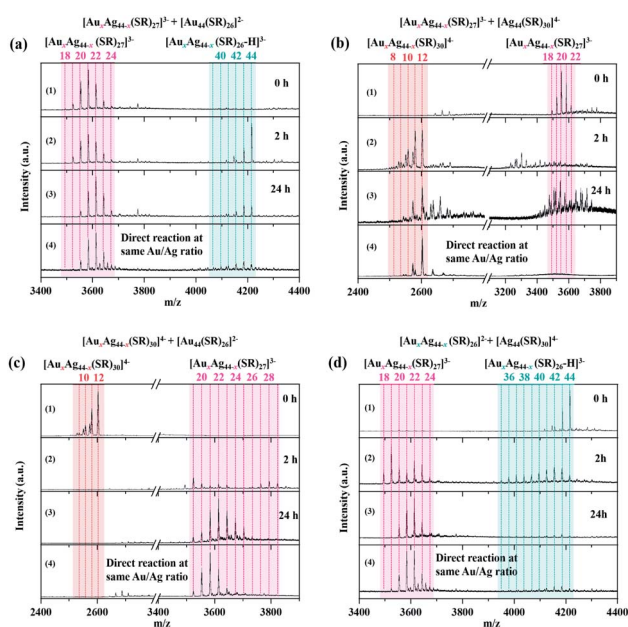 [AuxAg44-x(SR)27]3- + [Au44(SR)26]2-
(a) [AuxAg44-x(SR)27]3- [AuxAg44-x(SR)26-H]3-
18 20 22 24 40 42 44
(1) 0 h
(2) 2 h
(3) 24 h
(4) Direct reaction at
same Au/Ag ratio
Intensity (a.u.)
3400 3600 3800 4000 4200 4400
m/z
[AuxAg44-x(SR)27]3- + [Ag44(SR)30]4-
(b) [AuxAg44-x(SR)30]4- [AuxAg44-x(SR)27]3-
8 10 12 18 20 22
(1) 0 h
(2) 2 h
(3) 24 h
(4) Direct reaction at
same Au/Ag ratio
Intensity (a.u.)
2400 2600 3400 3600 3800
m/z
[AuxAg44-x(SR)30]4- + [Au44(SR)26]2-
(c) [AuxAg44-x(SR)30]4- [AuxAg44-x(SR)27]3-
10 12 20 22 24 26 28
(1) 0 h
(2) 2 h
(3) 24 h
(4) Direct reaction at
same Au/Ag ratio
Intensity (a.u.)
2400 2600 3400 3600 3800
m/z
[AuxAg44-x(SR)26]2- + [Ag44(SR)30]4-
(d) [AuxAg44-x(SR)27]3- [AuxAg44-x(SR)26-H]3-
18 20 22 24 36 38 40 42 44
(1) 0 h
(2) 2h
(3) 24h
(4) Direct reaction at
same Au/Ag ratio
Intensity (a.u.)
3400 3600 3800 4000 4200 4400
m/z